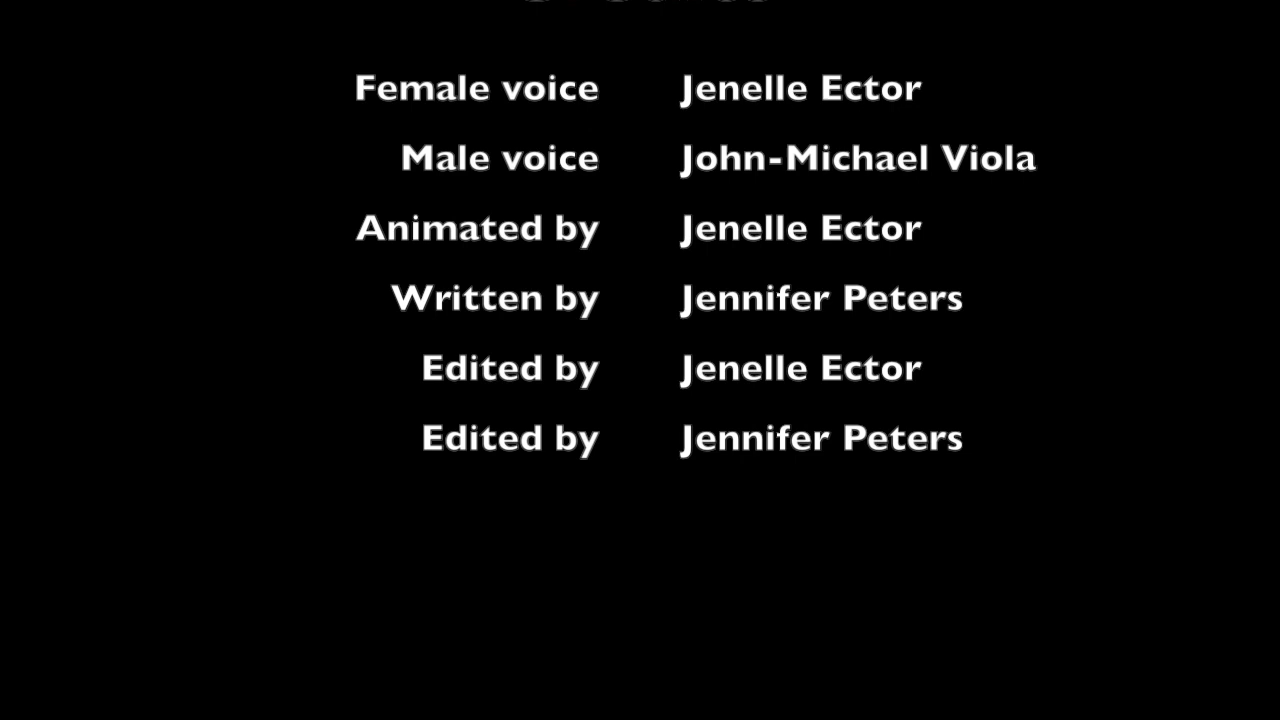 Female voice Jenelle Ector
Male voice John-Michael Viola
Animated by Jenelle Ector
Written by Jennifer Peters
Edited by Jenelle Ector
Edited by Jennifer Peters